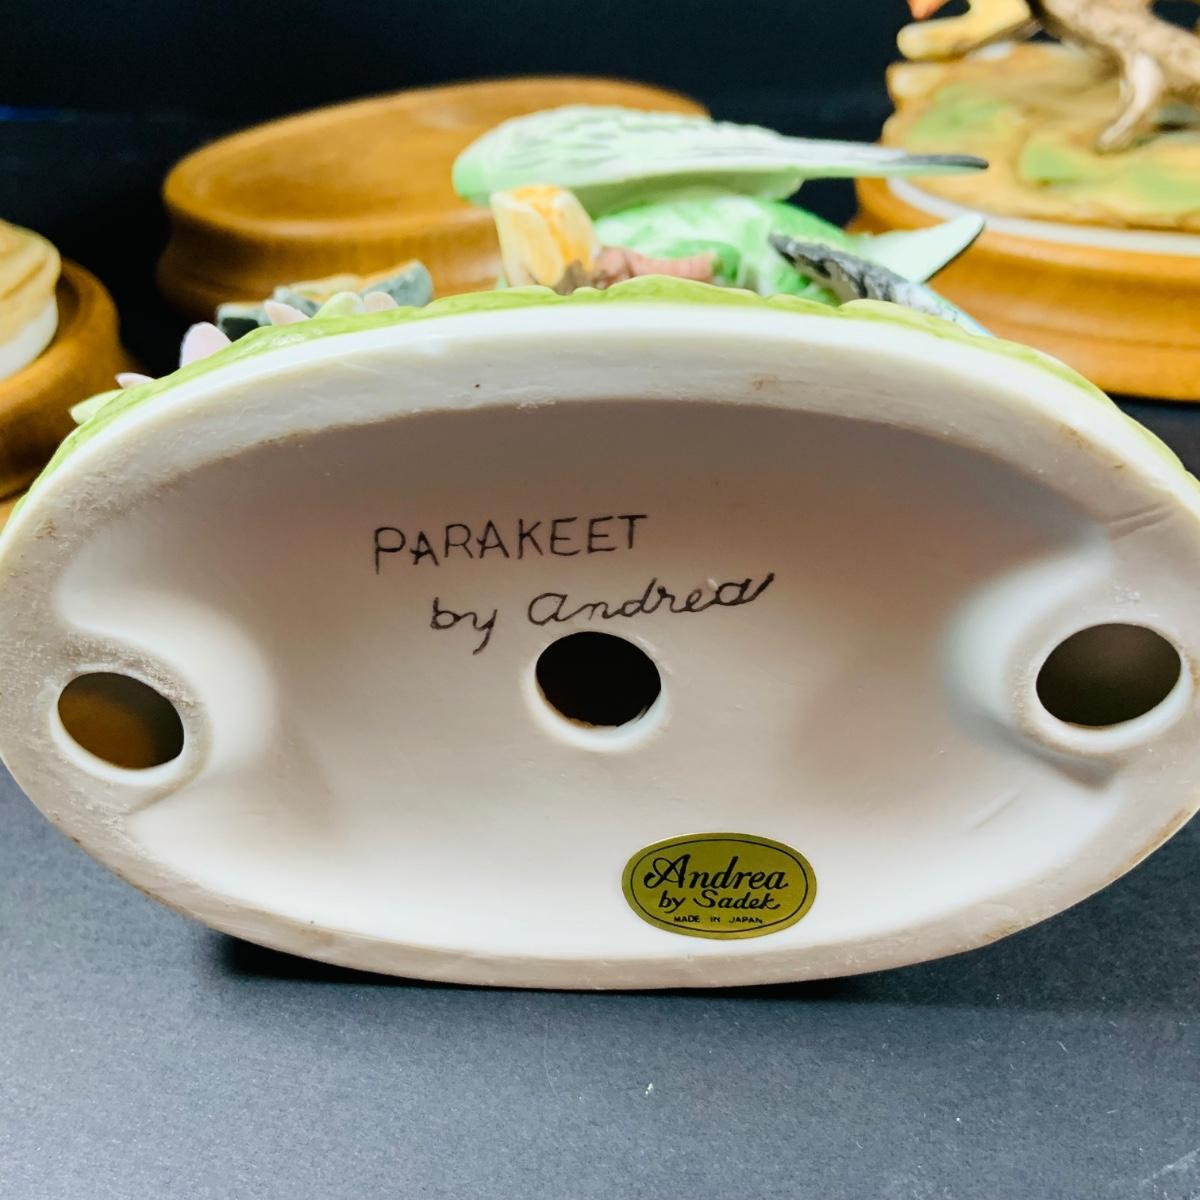 PARAKEET
by Andrea
Andrea
by Sadek
MADE IN JAPAN